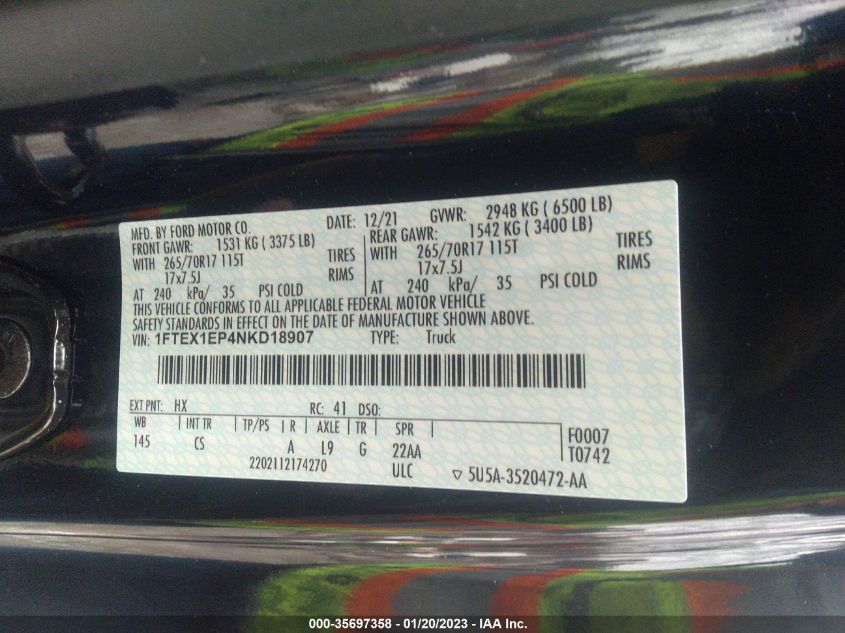 MFD. BY FORD MOTOR CO. DATE: 12/21 GVWR: 2948 KG ( 6500 LB)
FRONT GAWR: 1531 KG ( 3375 LB) REAR GAWR: 1542 KG ( 3400 LB)
WITH 265/70R17 115T TIRES WITH 265/70R17 115T TIRES
17x7.5J RIMS 17x7.5J RIMS
AT 240 kPa/ 35 PSI COLD AT 240 kPa/ 35 PSI COLD
THIS VEHICLE CONFORMS TO ALL APPLICABLE FEDERAL MOTOR VEHICLE
SAFETY STANDARDS IN EFFECT ON THE DATE OF MANUFACTURE SHOWN ABOVE.
VIN: 1FTEX1EP4NKD18907 TYPE: Truck
EXT PNT: HX RC: 41 DSO:
WB INT TR TP/PS R AXLE TR SPR F0007
145 CS A L9 G 22AA T0742
2202112174270 ULC 5U5A-3520472-AA
000-35697358 - 01/20/2023 - IAA Inc.